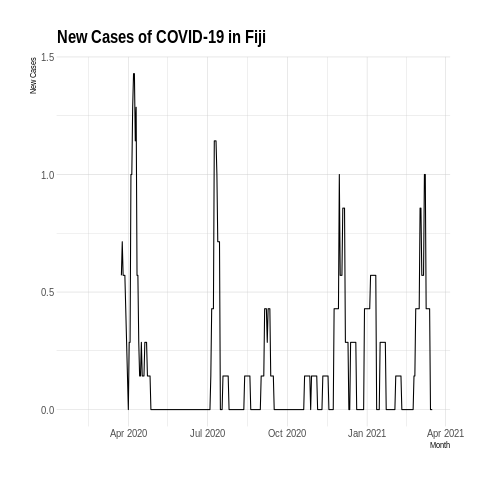 New Cases of COVID-19 in Fiji
New Cases
1.5
1.0
0.5
0.0
Apr 2020 Jul 2020 Oct 2020 Jan 2021 Apr 2021
Month